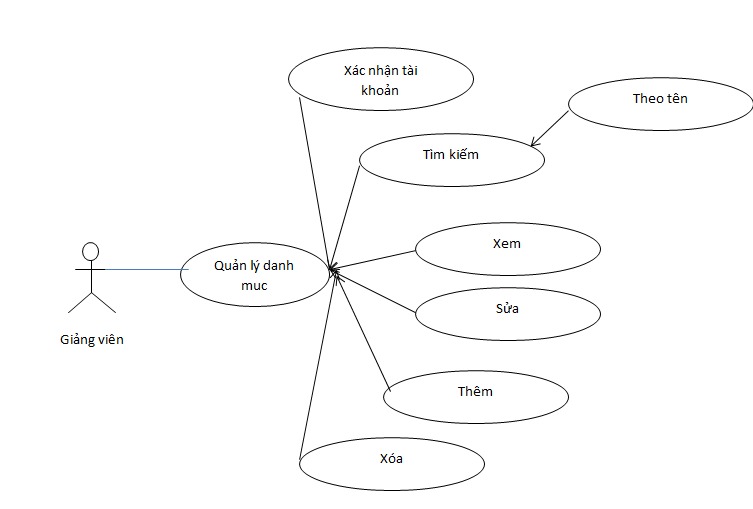 Xác nhận tài
khoản
Theo tên
Tìm kiếm
Xem
Quản lý danh
muc
Sửa
Giảng viên
Thêm
Xóa